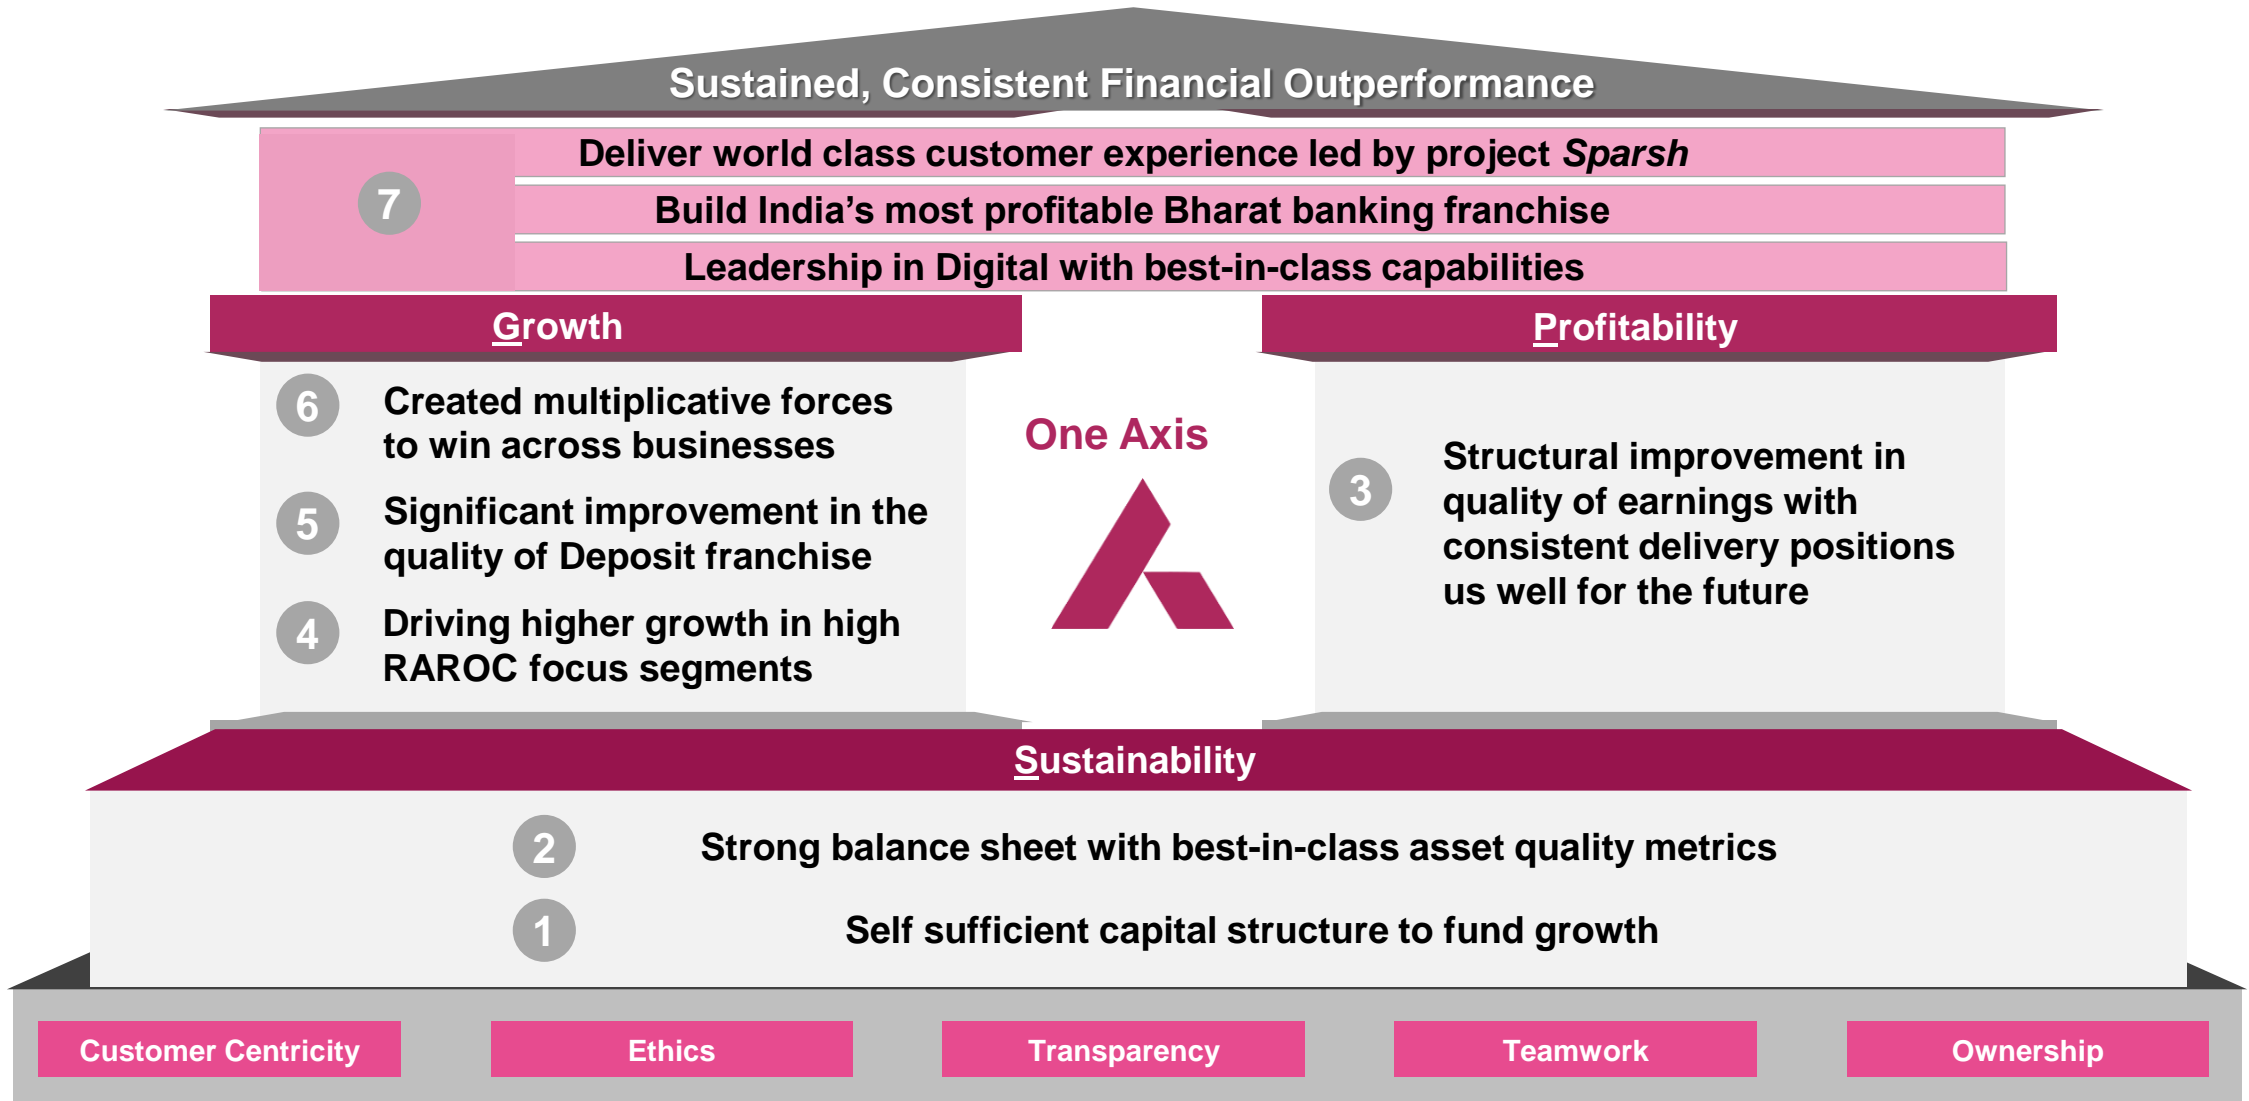 Sustained, Consistent Financial Outperformance
Deliver world class customer experience led by project Sparsh
7
Build India’s most profitable Bharat banking franchise
Leadership in Digital with best-in-class capabilities
Growth
6
Created multiplicative forces
to win across businesses
5
Significant improvement in the
quality of Deposit franchise
4
Driving higher growth in high
RAROC focus segments
One Axis
Profitability
3
Structural improvement in
quality of earnings with
consistent delivery positions
us well for the future
Sustainability
2
Strong balance sheet with best-in-class asset quality metrics
1
Self sufficient capital structure to fund growth
Customer Centricity
Ethics
Transparency
Teamwork
Ownership